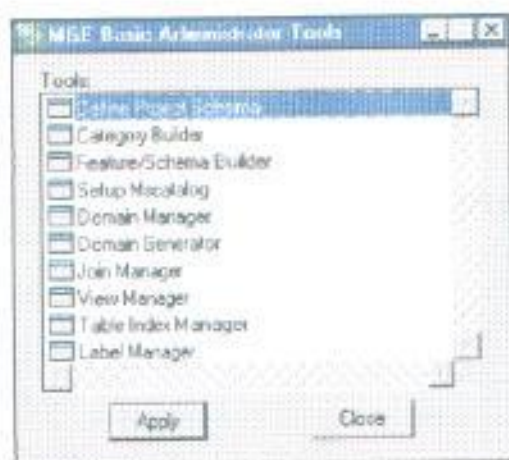 MGE Basic Administrator Tools
Tools:
Define Project Schema
Category Builder
Feature/Schema Builder
Setup Mscatalog
Domain Manager
Domain Generator
Join Manager
View Manager
Table Index Manager
Label Manager
Apply
Close